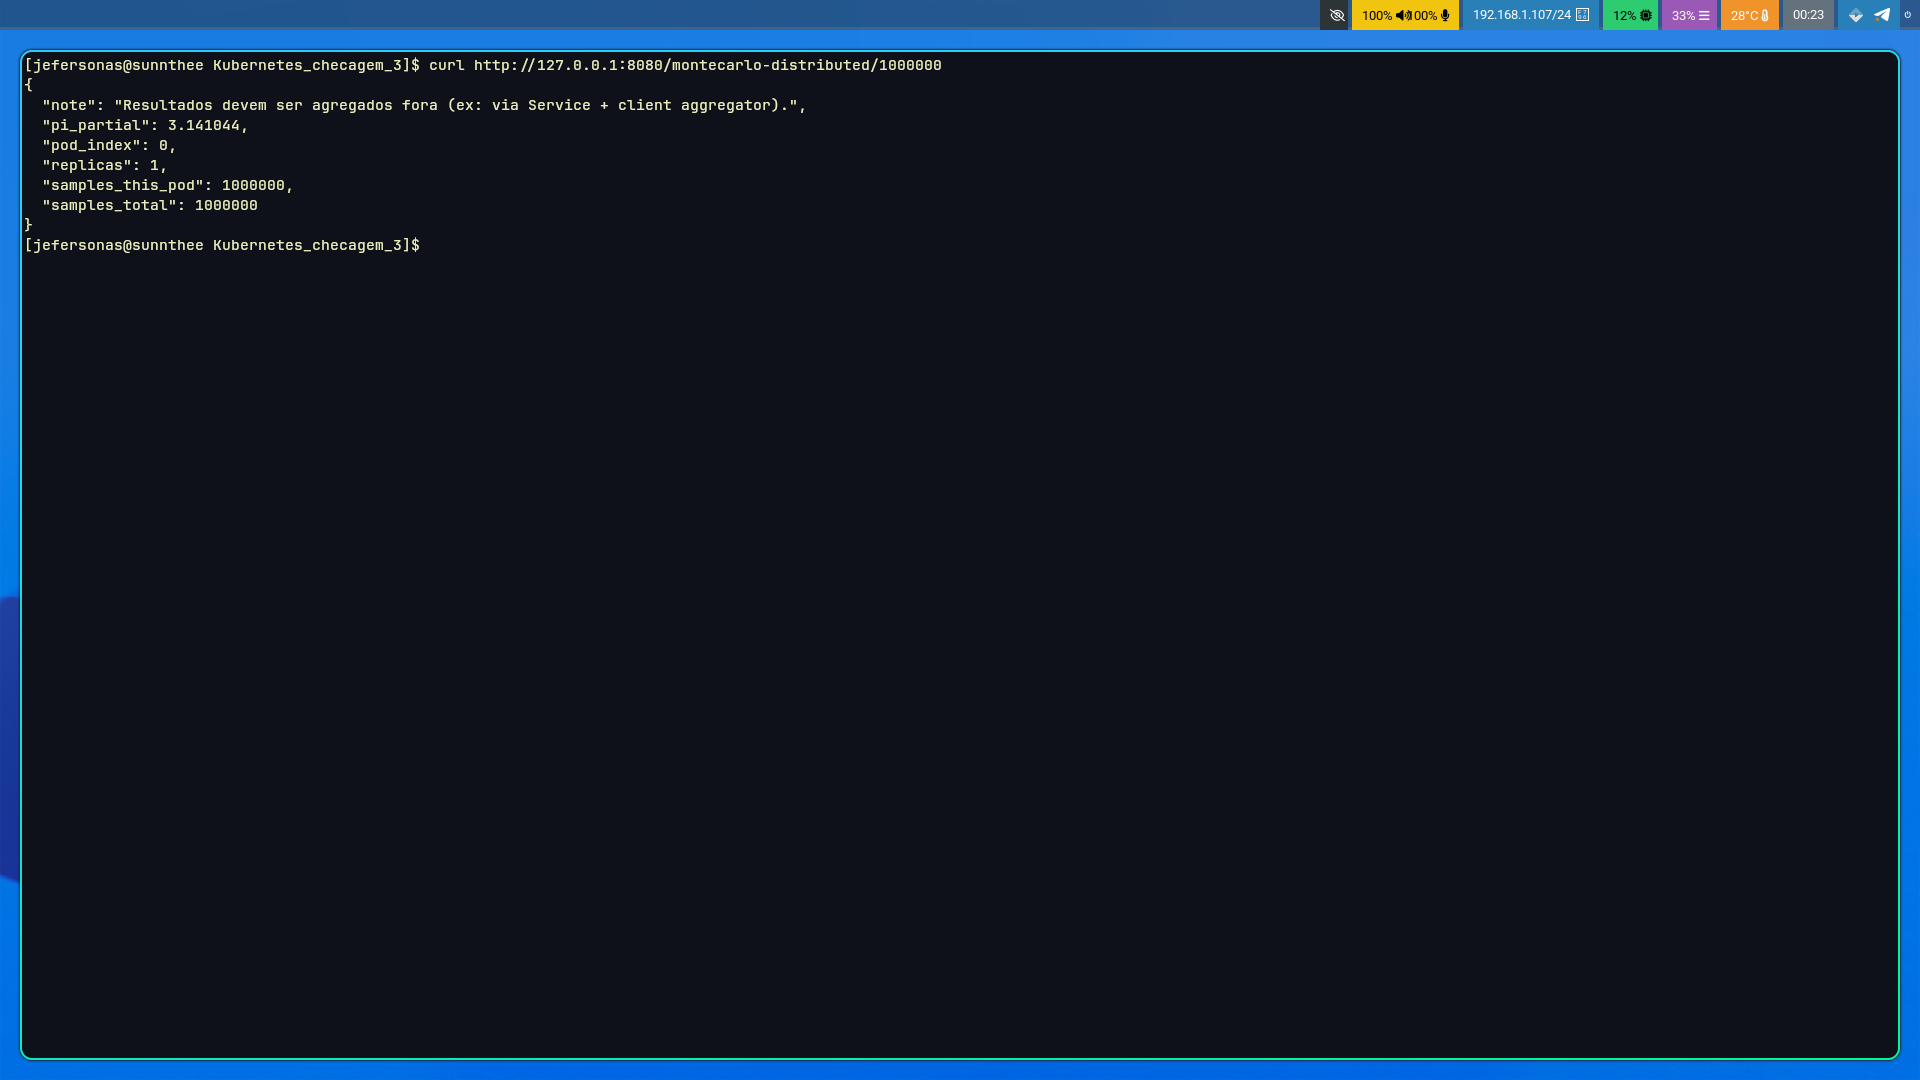 100% 100% 192.168.1.107/24 12% 33% 28°C 00:23
[jefersonas@sunnthee Kubernetes_checagem_3]$ curl http://127.0.0.1:8080/montecarlo-distributed/1000000
{
  "note": "Resultados devem ser agregados fora (ex: via Service + client aggregator).",
  "pi_partial": 3.141044,
  "pod_index": 0,
  "replicas": 1,
  "samples_this_pod": 1000000,
  "samples_total": 1000000
}
[jefersonas@sunnthee Kubernetes_checagem_3]$